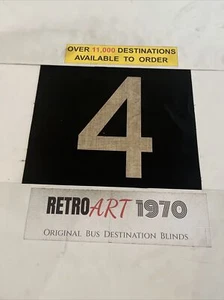 OVER 11,000 DESTINATIONS
AVAILABLE TO ORDER
4
RETROART 1970
ORIGINAL BUS DESTINATION BLINDS